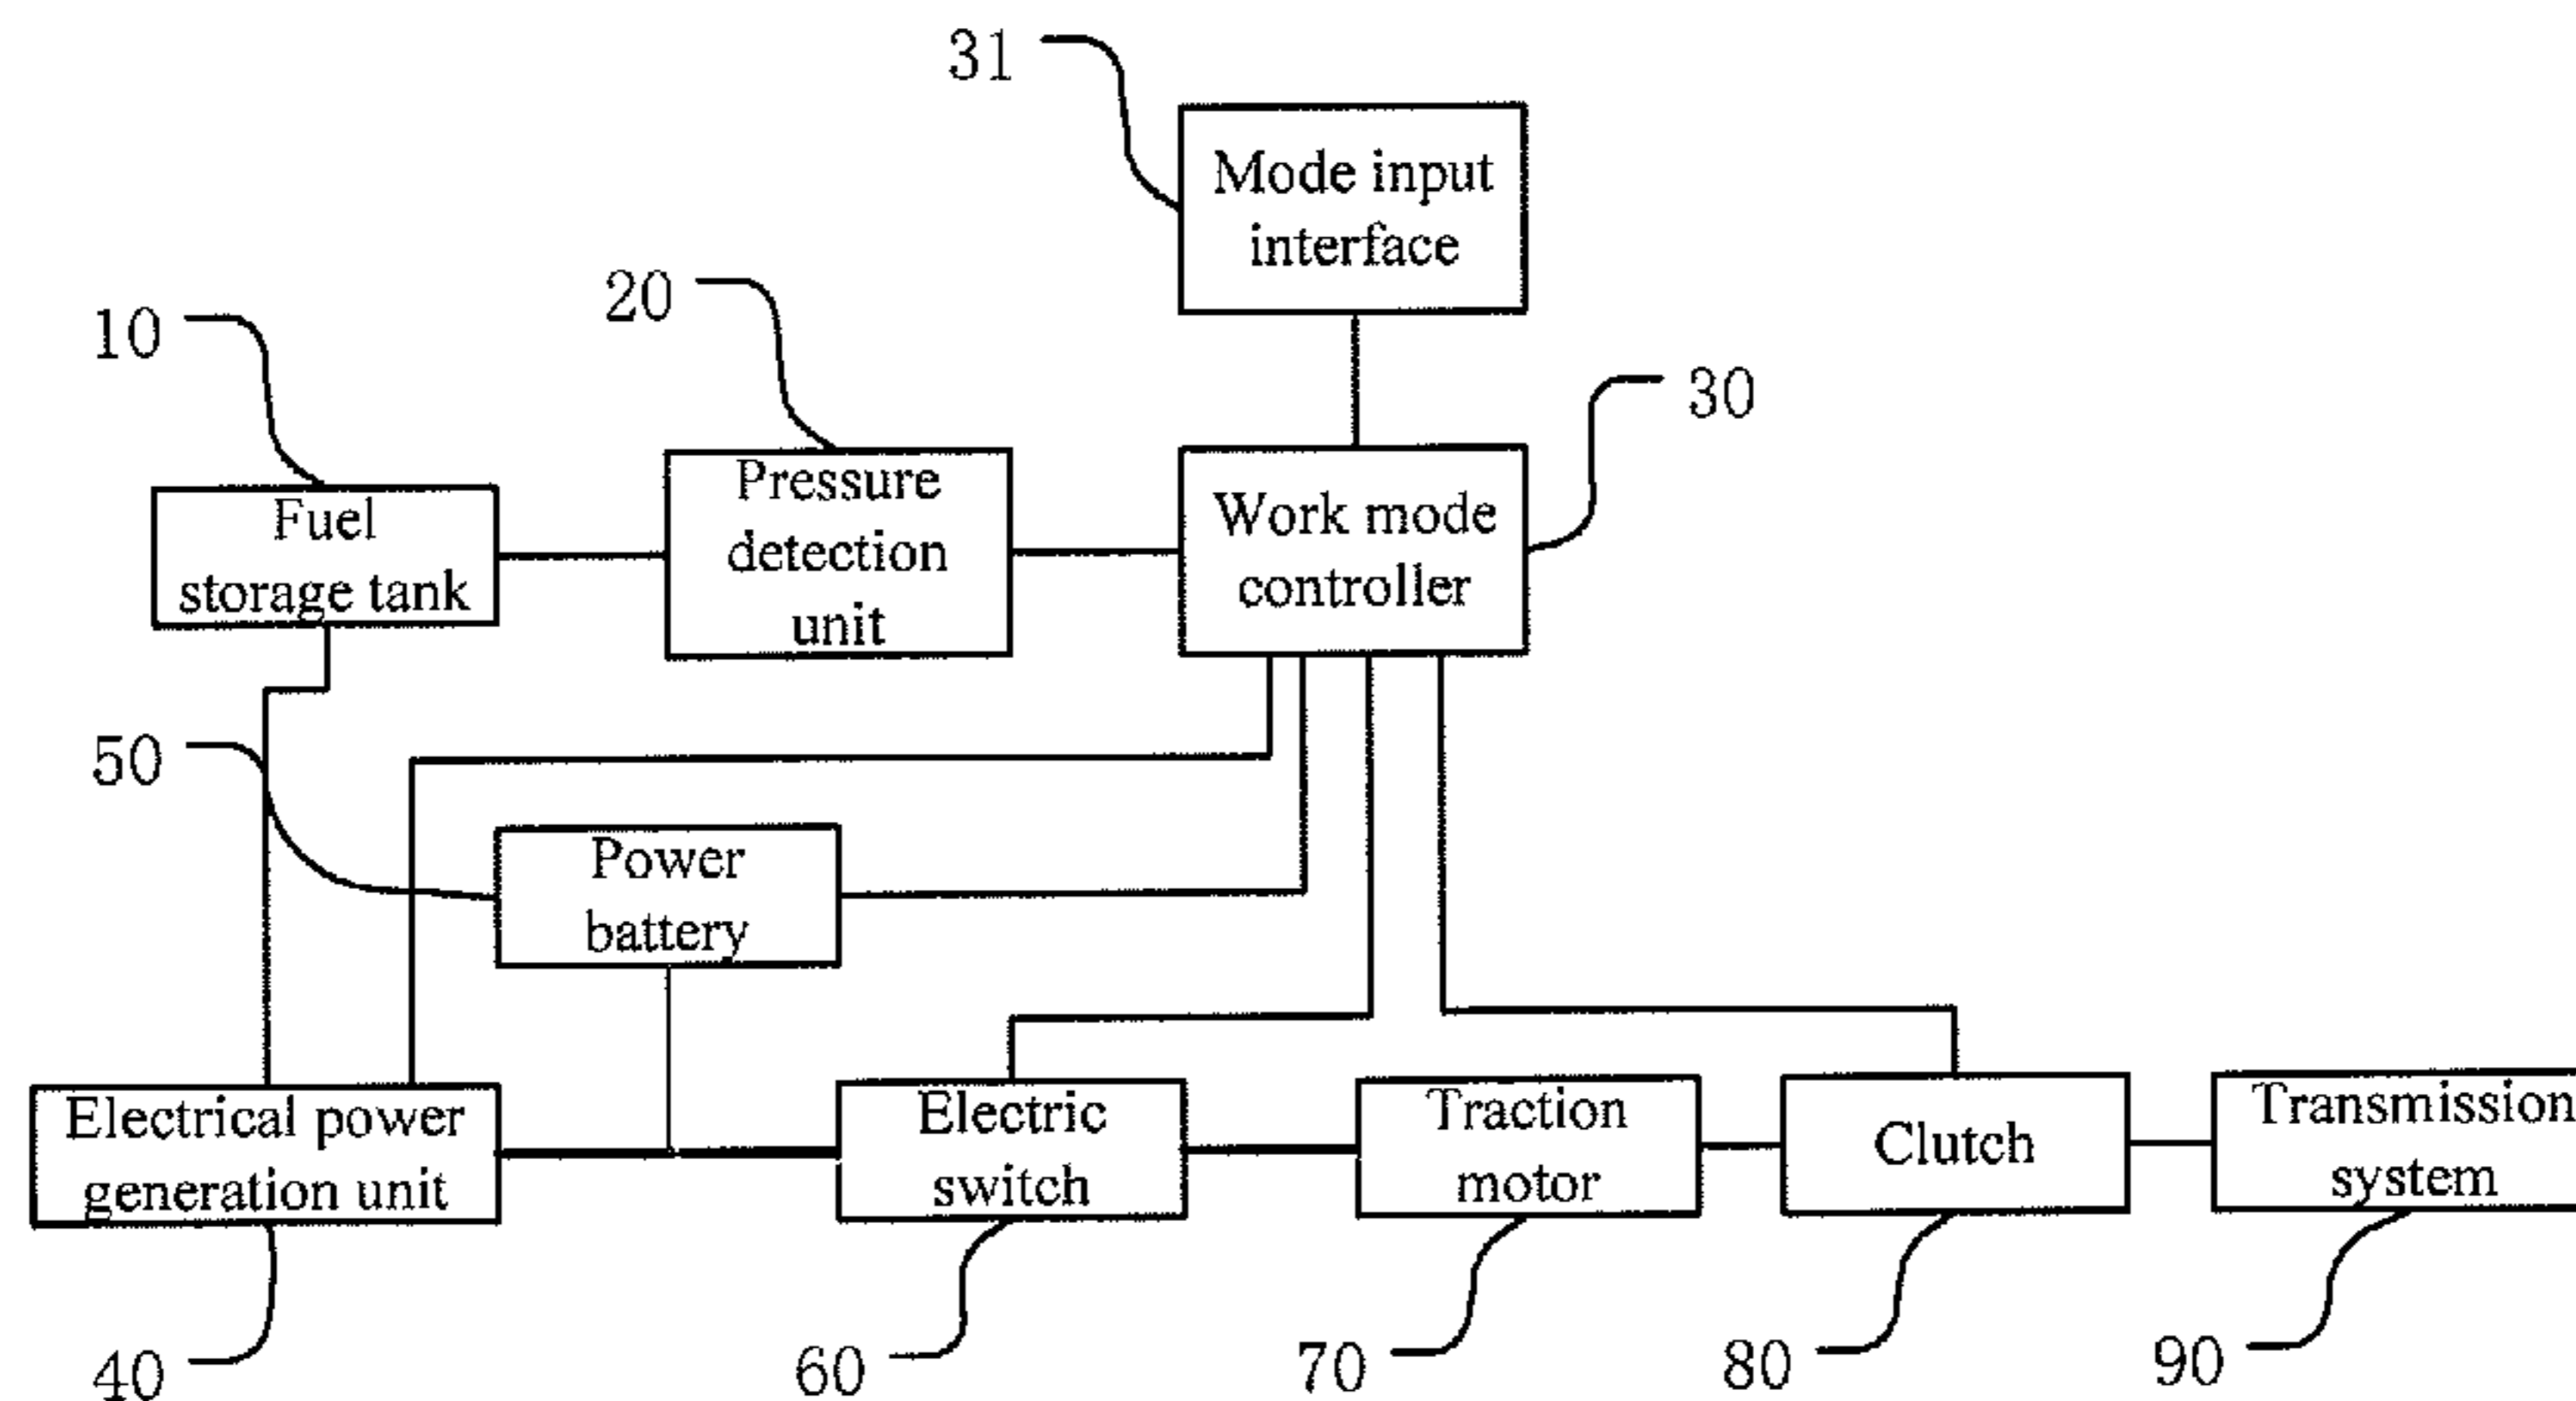 31
Mode input
interface
20
10
30
Pressure
detection
unit
Fuel
storage tank
Work mode
controller
50
Power
battery
Electrical power
generation unit
Electric
switch
Traction
motor
Clutch
Transmission
system
40
60
70
80
90